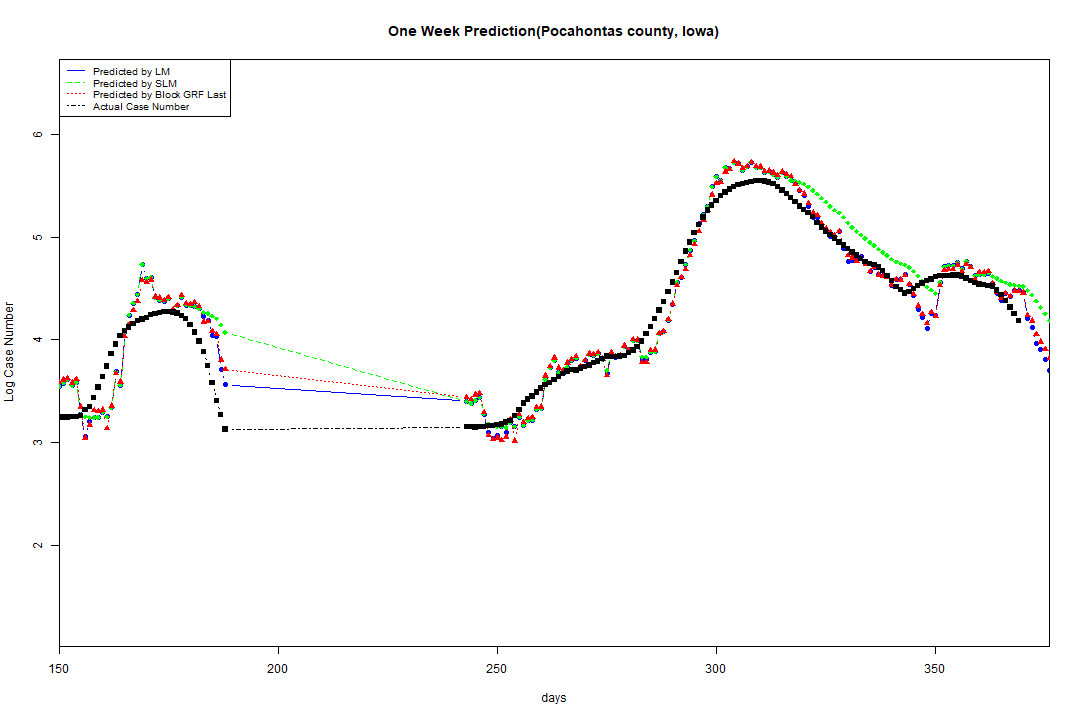 One Week Prediction(Pocahontas county, Iowa)
Predicted by LM
Predicted by SLM
Predicted by Block GRF Last
Actual Case Number
Log Case Number
6
5
4
3
2
150 200 250 300 350
days